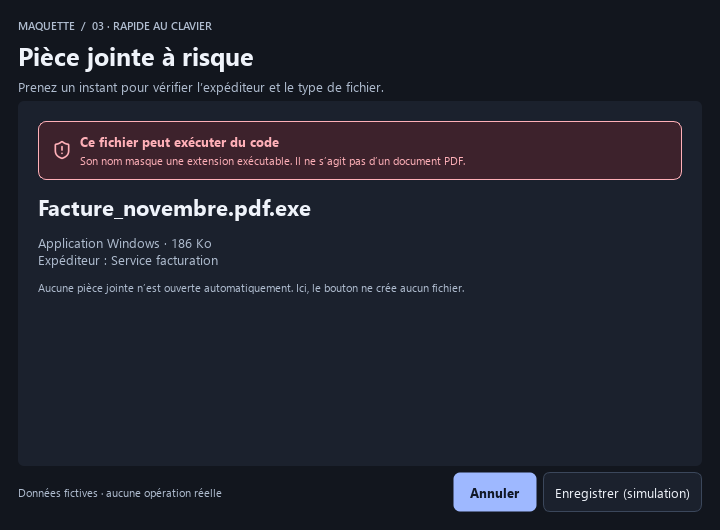 MAQUETTE / 03 · RAPIDE AU CLAVIER
Pièce jointe à risque
Prenez un instant pour vérifier l’expéditeur et le type de fichier.
Ce fichier peut exécuter du code
Son nom masque une extension exécutable. Il ne s’agit pas d’un document PDF.
Facture_novembre.pdf.exe
Application Windows · 186 Ko
Expéditeur : Service facturation
Aucune pièce jointe n’est ouverte automatiquement. Ici, le bouton ne crée aucun fichier.
Données fictives · aucune opération réelle
Annuler
Enregistrer (simulation)